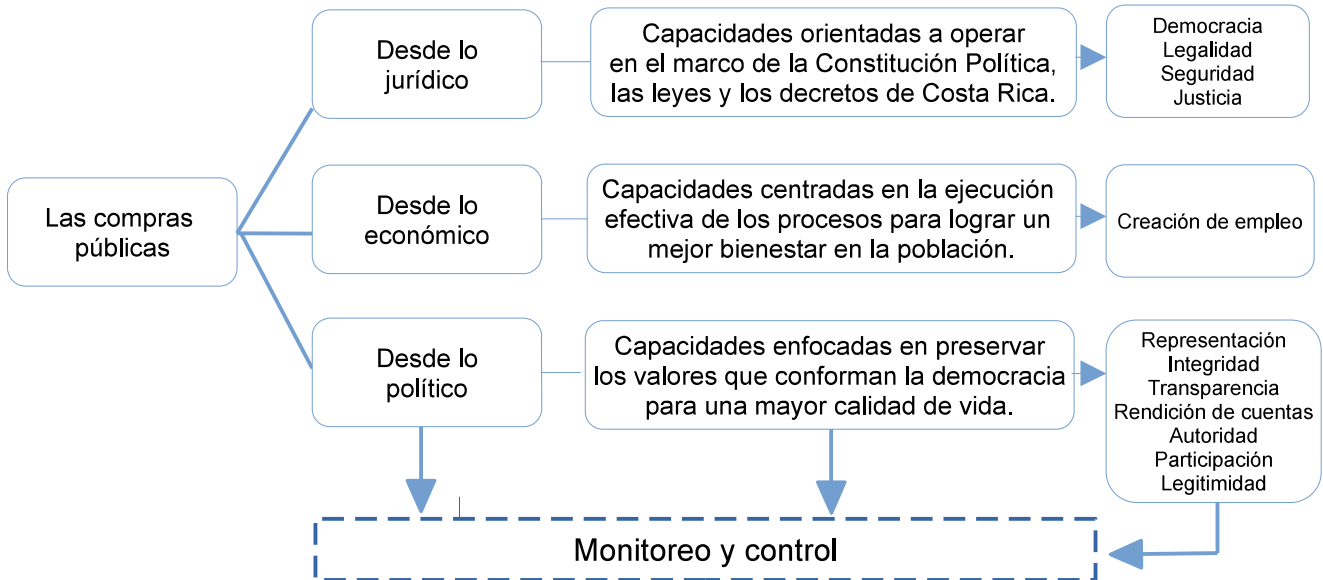 Las compras
públicas
Desde lo
jurídico
Capacidades orientadas a operar
en el marco de la Constitución Política,
las leyes y los decretos de Costa Rica.
Democracia
Legalidad
Seguridad
Justicia
Desde lo
económico
Capacidades centradas en la ejecución
efectiva de los procesos para lograr un
mejor bienestar en la población.
Creación de empleo
Desde lo
político
Capacidades enfocadas en preservar
los valores que conforman la democracia
para una mayor calidad de vida.
Representación
Integridad
Transparencia
Rendición de cuentas
Autoridad
Participación
Legitimidad
Monitoreo y control